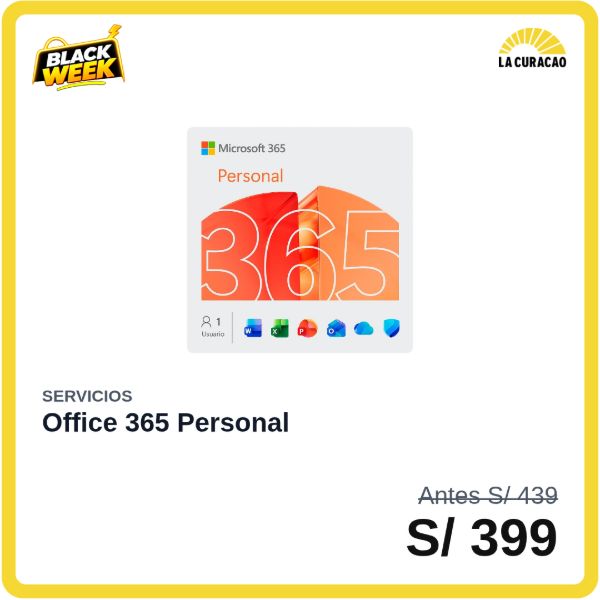 BLACK
WEEK
LA CURACAO
Microsoft 365
Personal
365
1
Usuario
W X P O
SERVICIOS
Office 365 Personal
Antes S/ 439
S/ 399